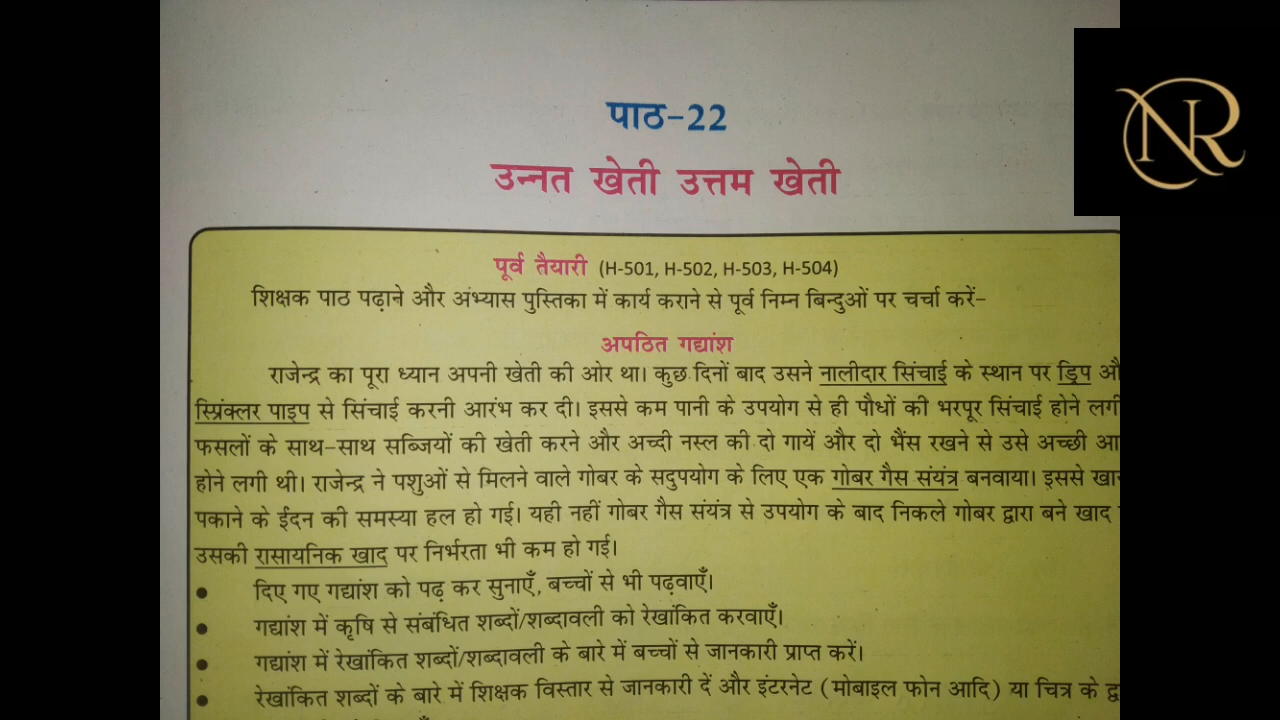 पाठ-22
NR
उन्नत खेती उत्तम खेती
पूर्व तैयारी (H-501, H-502, H-503, H-504)
शिक्षक पाठ पढ़ाने और अंभ्यास पुस्तिका में कार्य कराने से पूर्व निम्न बिन्दुओं पर चर्चा करें-
अपठित गद्यांश
राजेन्द्र का पूरा ध्यान अपनी खेती की ओर था। कुछ दिनों बाद उसने नालीदार सिंचाई के स्थान पर ड्रिप
स्प्रिंक्लर पाइप से सिंचाई करनी आरंभ कर दी। इससे कम पानी के उपयोग से ही पौधों की भरपूर सिंचाई होने लगी
फसलों के साथ-साथ सब्जियों की खेती करने और अच्दी नस्ल की दो गायें और दो भैंस रखने से उसे अच्छी
होने लगी थी। राजेन्द्र ने पशुओं से मिलने वाले गोबर के सदुपयोग के लिए एक गोबर गैस संयंत्र बनवाया। इससे
पकाने के ईंदन की समस्या हल हो गई। यही नहीं गोबर गैस संयंत्र से उपयोग के बाद निकले गोबर द्वारा बने खाद
उसकी रासायनिक खाद पर निर्भरता भी कम हो गई।
• दिए गए गद्यांश को पढ़ कर सुनाएँ, बच्चों से भी पढ़वाएँ।
• गद्यांश में कृषि से संबंधित शब्दों/शब्दावली को रेखांकित करवाएँ।
• गद्यांश में रेखांकित शब्दों/शब्दावली के बारे में बच्चों से जानकारी प्राप्त करें।
• रेखांकित शब्दों के बारे में शिक्षक विस्तार से जानकारी दें और इंटरनेट (मोबाइल फोन आदि) या चित्र के